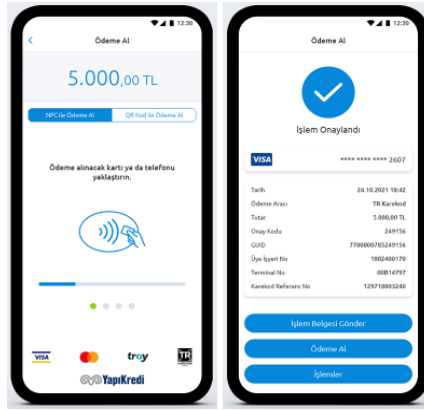 12:30
Ödeme Al
5.000,00 TL
NFC ile Ödeme Al
QR Kod ile Ödeme Al
Ödeme alınacak kartı ya da telefonu
yaklaştırın.
VISA
troy
TR
YapıKredi
12:30
Ödeme Al
İşlem Onaylandı
VISA **** **** **** 2607
Tarih 24.10.2021 18:42
Ödeme Aracı TR Karekod
Tutar 5.000,00 TL
Onay Kodu 249156
GUID 7700000785249156
Üye İşyeri No 1802400170
Terminal No 00B14797
Karekod Referans No 129718003240
İşlem Belgesi Gönder
Ödeme Al
İşlemler